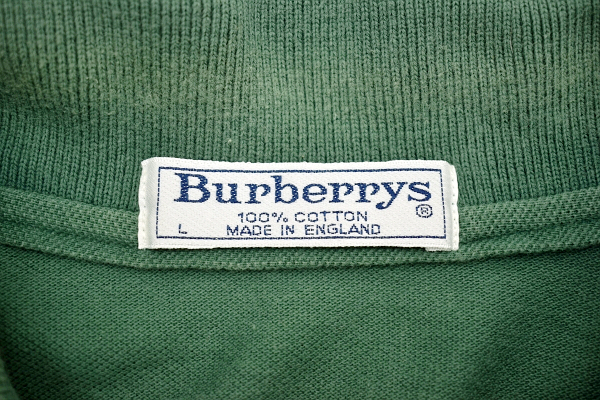 Burberrys
®
100% COTTON
L MADE IN ENGLAND